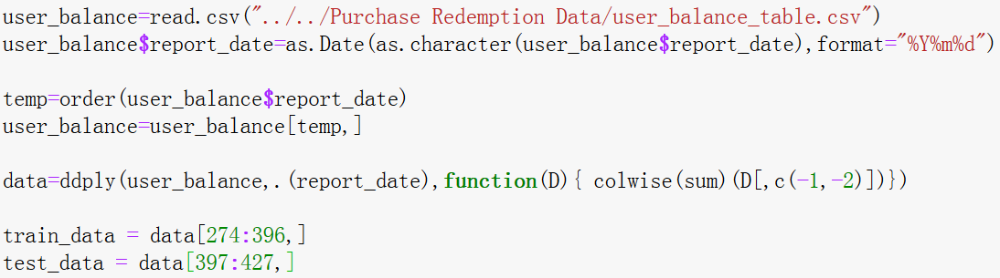 user_balance=read.csv("../../Purchase Redemption Data/user_balance_table.csv")
user_balance$report_date=as.Date(as.character(user_balance$report_date),format="%Y%m%d")
temp=order(user_balance$report_date)
user_balance=user_balance[temp,]
data=ddply(user_balance,.(report_date),function(D){ colwise(sum)(D[,c(-1,-2)])})
train_data = data[274:396,]
test_data = data[397:427,]